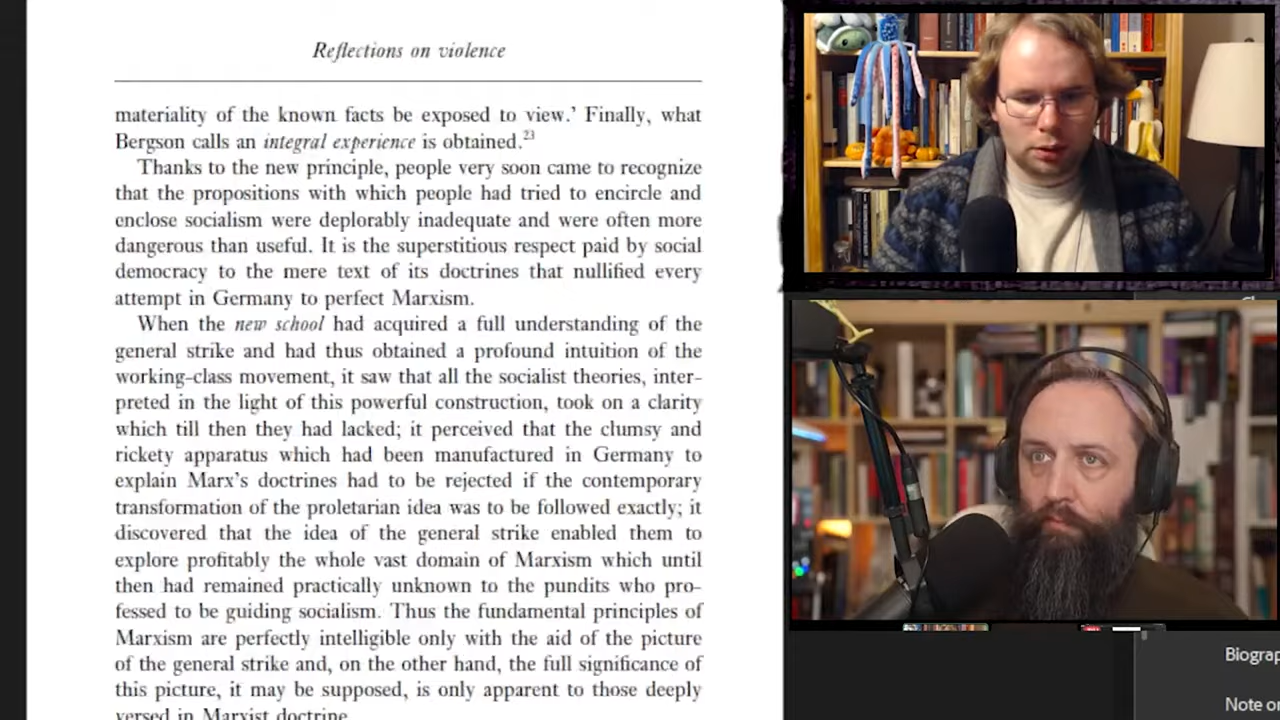 Reflections on violence
materiality of the known facts be exposed to view.’ Finally, what
Bergson calls an integral experience is obtained.23
Thanks to the new principle, people very soon came to recognize
that the propositions with which people had tried to encircle and
enclose socialism were deplorably inadequate and were often more
dangerous than useful. It is the superstitious respect paid by social
democracy to the mere text of its doctrines that nullified every
attempt in Germany to perfect Marxism.
When the new school had acquired a full understanding of the
general strike and had thus obtained a profound intuition of the
working-class movement, it saw that all the socialist theories, inter-
preted in the light of this powerful construction, took on a clarity
which till then they had lacked; it perceived that the clumsy and
rickety apparatus which had been manufactured in Germany to
explain Marx’s doctrines had to be rejected if the contemporary
transformation of the proletarian idea was to be followed exactly; it
discovered that the idea of the general strike enabled them to
explore profitably the whole vast domain of Marxism which until
then had remained practically unknown to the pundits who pro-
fessed to be guiding socialism. Thus the fundamental principles of
Marxism are perfectly intelligible only with the aid of the picture
of the general strike and, on the other hand, the full significance of
this picture, it may be supposed, is only apparent to those deeply
versed in Marxist doctrine.
Biograp
Note o